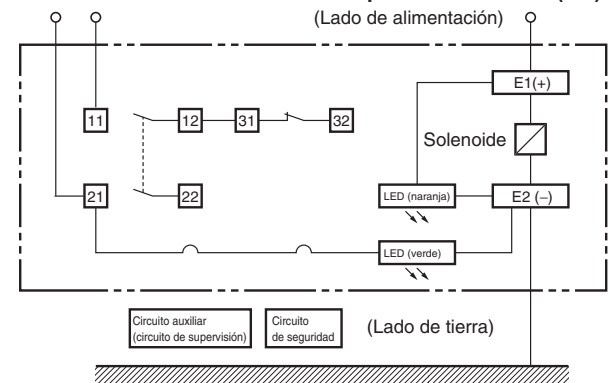 (Lado de alimentación)
E1(+)
11
12
31
32
Solenoide
21
22
LED (naranja)
E2 (–)
LED (verde)
Circuito auxiliar
(circuito de supervisión)
Circuito
de seguridad
(Lado de tierra)